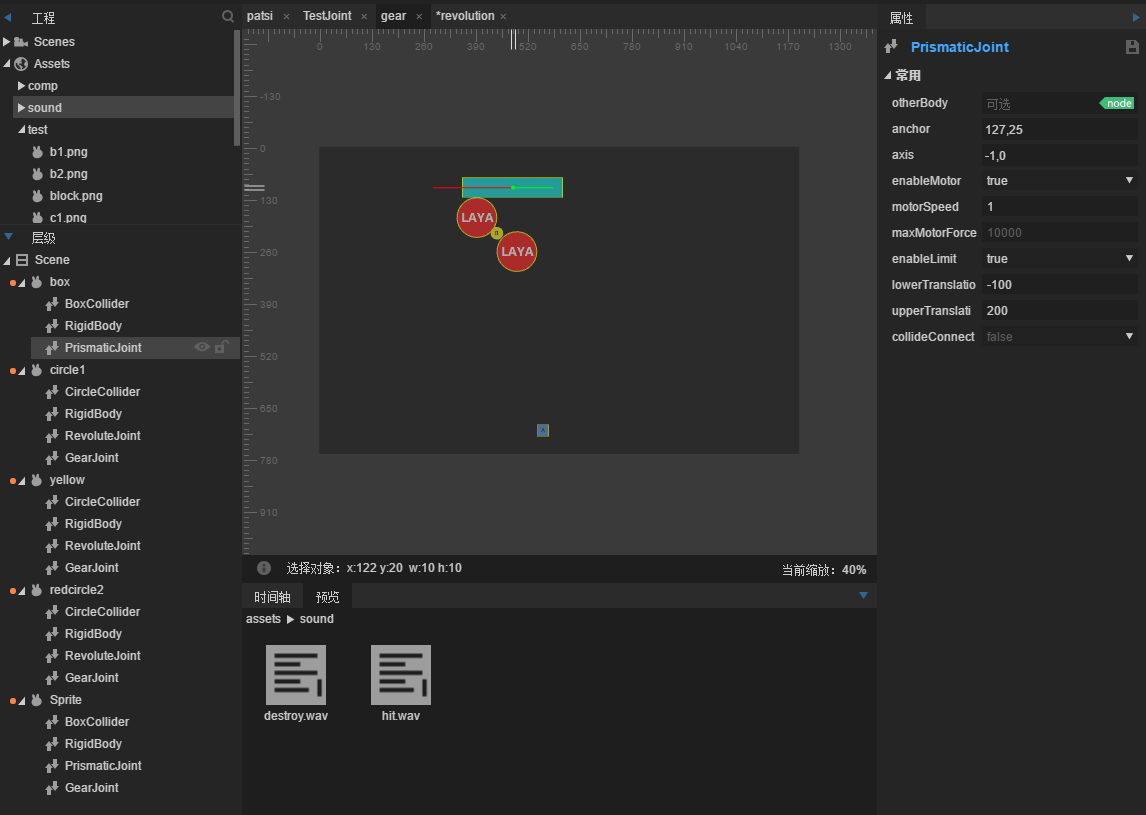 工程
Scenes
Assets
comp
sound
test
b1.png
b2.png
block.png
c1.png
层级
Scene
box
BoxCollider
RigidBody
PrismaticJoint
circle1
CircleCollider
RigidBody
RevoluteJoint
GearJoint
yellow
CircleCollider
RigidBody
RevoluteJoint
GearJoint
redcircle2
CircleCollider
RigidBody
RevoluteJoint
GearJoint
Sprite
BoxCollider
RigidBody
PrismaticJoint
GearJoint
patsi × TestJoint × gear × *revolution ×
0 130 260 390 520 650 780 910 1040 1170 1300
-130
0
130
260
390
520
650
780
910
LAYA
LAYA
选择对象: x:122 y:20 w:10 h:10
当前缩放: 40%
时间轴 预览
assets ▶ sound
destroy.wav hit.wav
属性
PrismaticJoint
常用
otherBody 可选 node
anchor 127,25
axis -1,0
enableMotor true
motorSpeed 1
maxMotorForce 10000
enableLimit true
lowerTranslatio -100
upperTranslati 200
collideConnect false